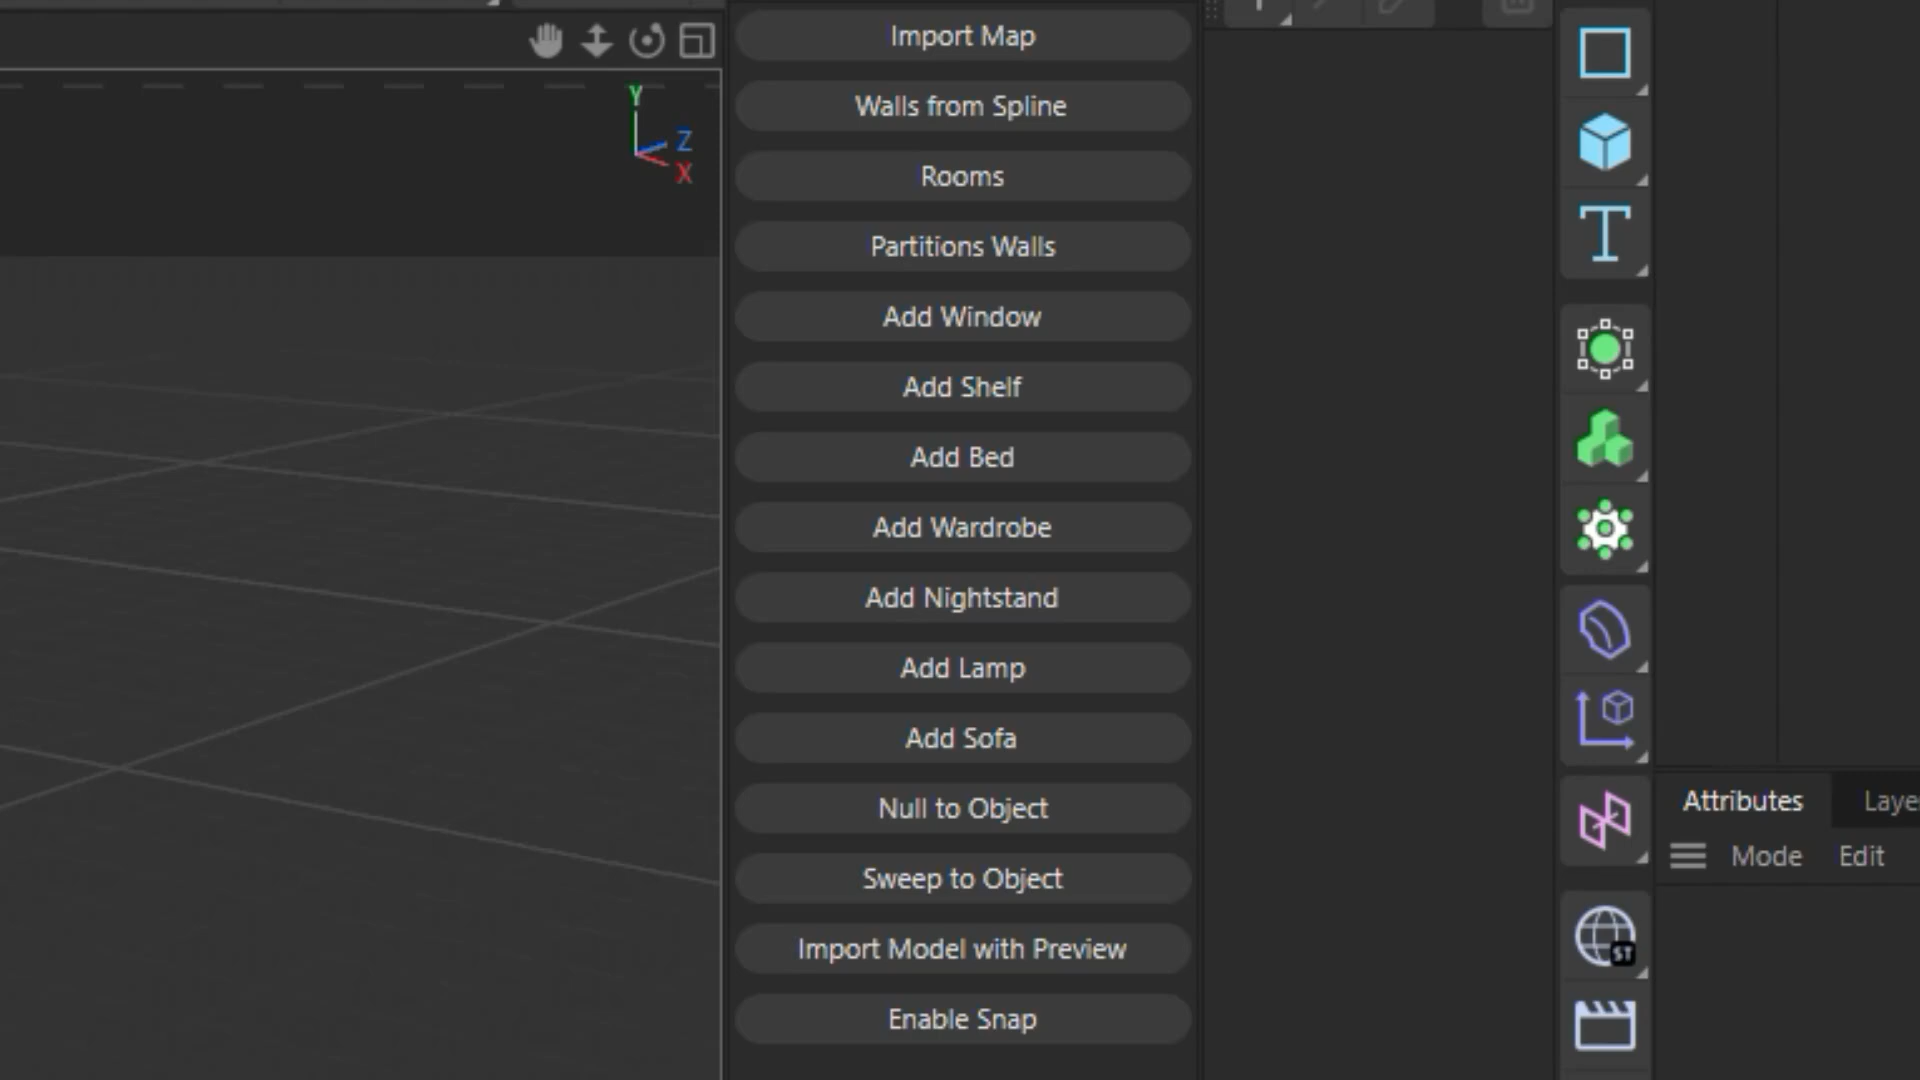 Import Map
Walls from Spline
Rooms
Partitions Walls
Add Window
Add Shelf
Add Bed
Add Wardrobe
Add Nightstand
Add Lamp
Add Sofa
Null to Object
Sweep to Object
Import Model with Preview
Enable Snap
Y
Z
X
ST
Attributes
Mode Edit